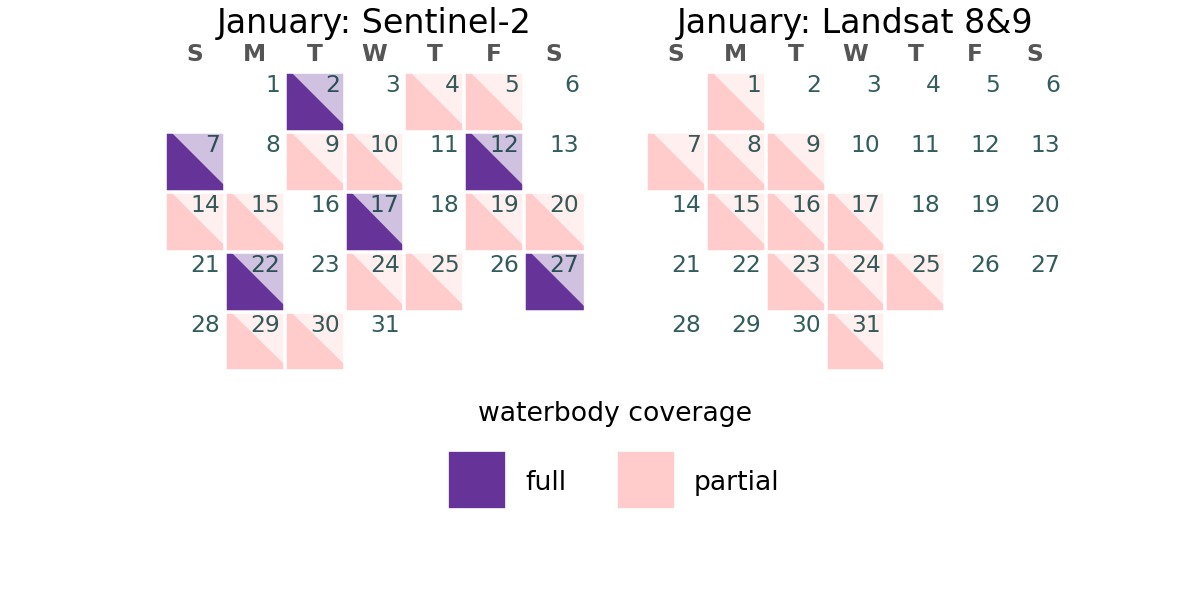 January: Sentinel-2
S M T W T F S
1 2 3 4 5 6
7 8 9 10 11 12 13
14 15 16 17 18 19 20
21 22 23 24 25 26 27
28 29 30 31
January: Landsat 8&9
S M T W T F S
1 2 3 4 5 6
7 8 9 10 11 12 13
14 15 16 17 18 19 20
21 22 23 24 25 26 27
28 29 30 31
waterbody coverage
full
partial